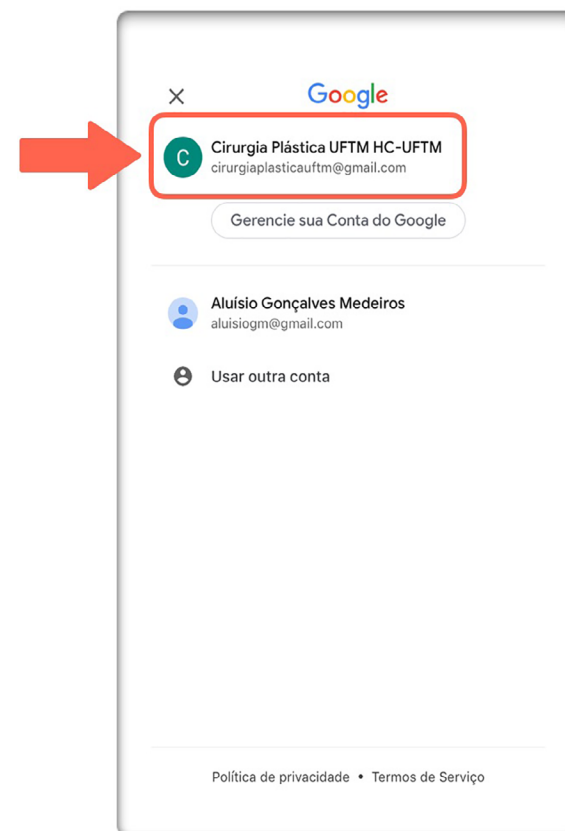 Google
C
Cirurgia Plástica UFTM HC-UFTM
cirurgiaplasticauftm@gmail.com
Gerencie sua Conta do Google
Aluísio Gonçalves Medeiros
aluisiogm@gmail.com
Usar outra conta
Política de privacidade • Termos de Serviço